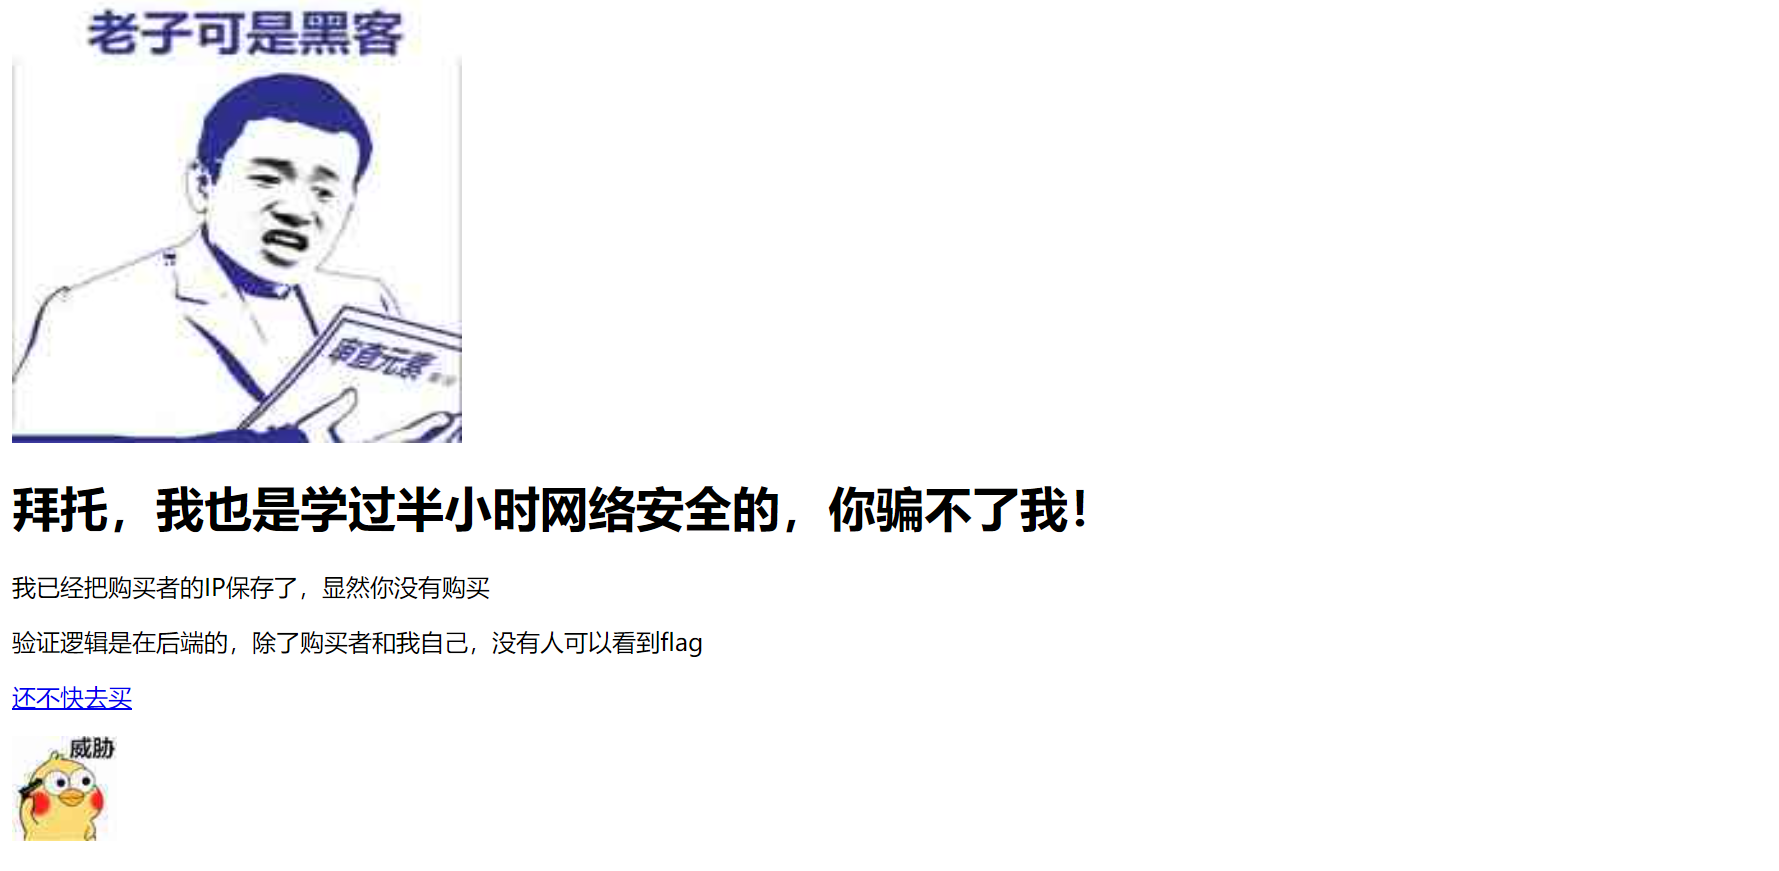 老子可是黑客
审查元素
拜托，我也是学过半小时网络安全的，你骗不了我！
我已经把购买者的IP保存了，显然你没有购买
验证逻辑是在后端的，除了购买者和我自己，没有人可以看到flag
还不快去买
威胁